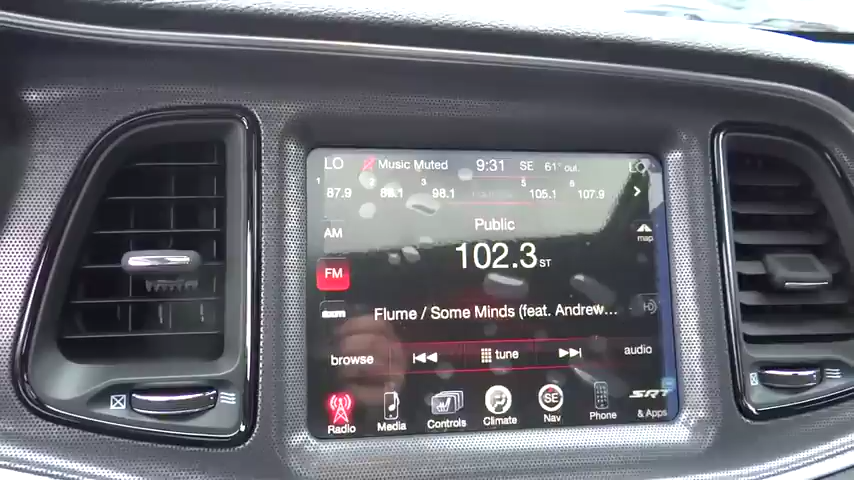 LO Music Muted 9:31 SE 61° out. LO
1 2 3 5 6
87.9 98.1 105.1 107.9
Public
AM map
102.3 ST
FM
Flume / Some Minds (feat. Andrew... HD
browse tune audio
Radio Media Controls Climate SE Nav Phone SRT & Apps